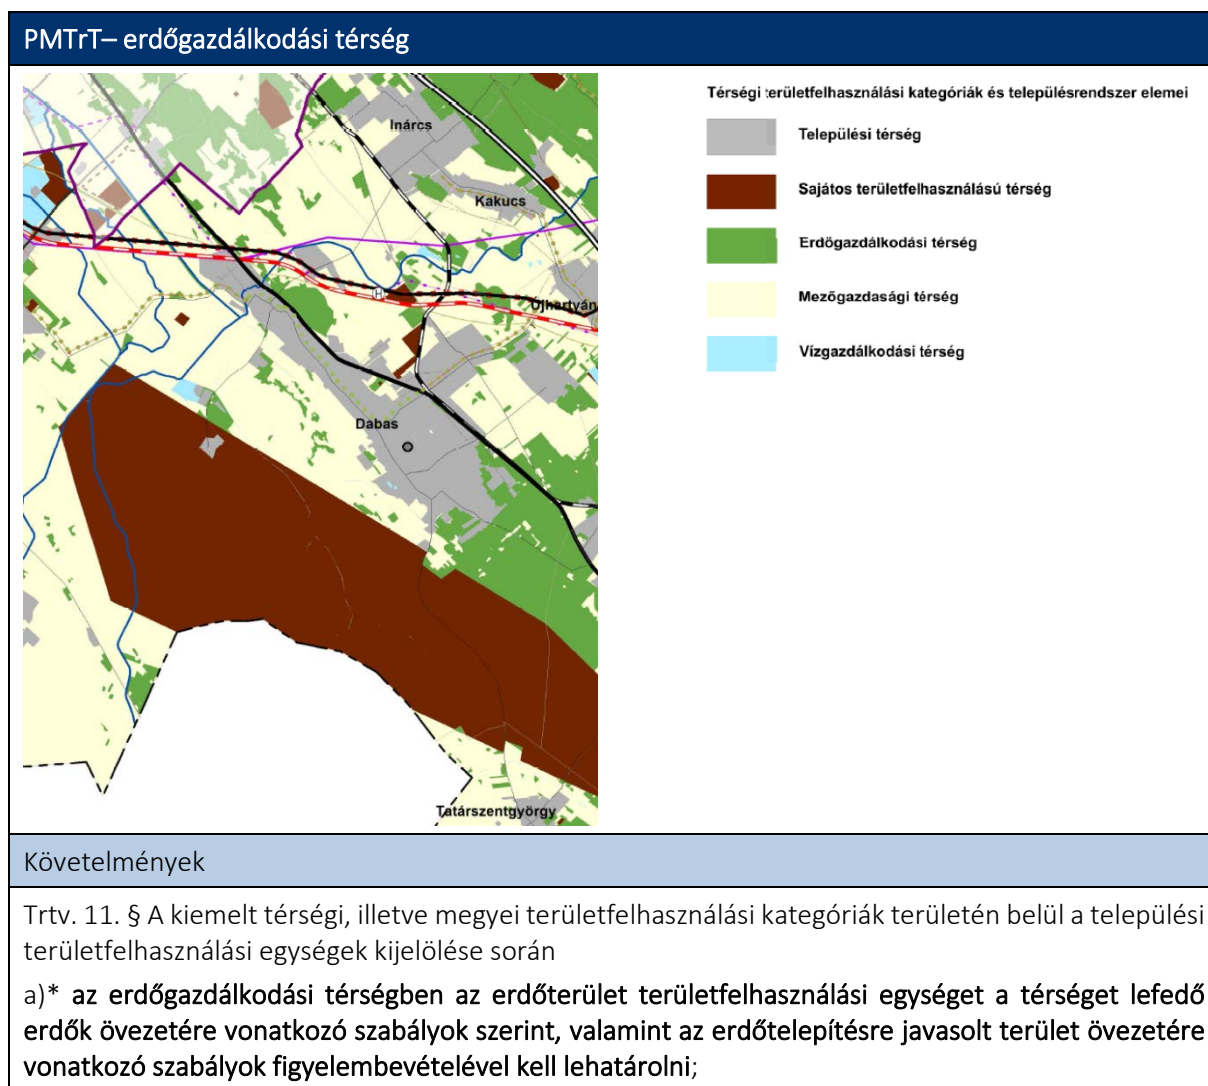 PMTrT– erdőgazdálkodási térség
Inárcs
Kakucs
Újhartyán
H
Dabas
Tatárszentgyörgy
Térségi területfelhasználási kategóriák és településrendszer elemei
Települési térség
Sajátos területfelhasználású térség
Erdőgazdálkodási térség
Mezőgazdasági térség
Vízgazdálkodási térség
Követelmények
Trtv. 11. § A kiemelt térségi, illetve megyei területfelhasználási kategóriák területén belül a települési
területfelhasználási egységek kijelölése során
a)* az erdőgazdálkodási térségben az erdőterület területfelhasználási egységet a térséget lefedő
erdők övezetére vonatkozó szabályok szerint, valamint az erdőtelepítésre javasolt terület övezetére
vonatkozó szabályok figyelembevételével kell lehatárolni;